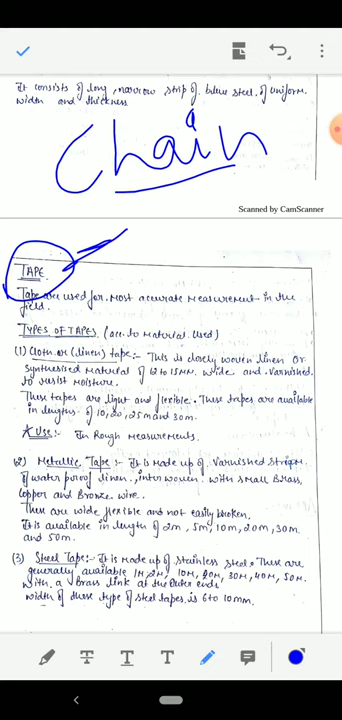 It consists of long, narrow strip of blue steel of uniform
width and thickness
Chain
Scanned by CamScanner
TAPE
Tape are used for most accurate measurement in the
field.
TYPES OF TAPES (acc. to Material Used)
(1) Cloth or (linen) tape:- This is closly woven linen or
Synthesised Material of 12 to 15mm wide and varnished
to resist moisture.
These tapes are light and flexible. These tapes are available
in lengths of 10, 20, 25m and 30m.
* Use:- In Rough Measurements.
(2) Metallic Tape:- It is made up of varnished strip
of water proof linen, interwoven with small Brass,
Copper and Bronze wire.
These are wide flexible and not easily broken.
It is available in length of 2m, 5m, 10m, 20m, 30m
and 50m.
(3) Steel Tape:- It is made up of stainless steel. These are
generally available 1m, 2m, 10m, 20m, 30m, 40m, 50m.
with a Brass link at the outer ends
width of these type of steel tapes is 6 to 10mm.